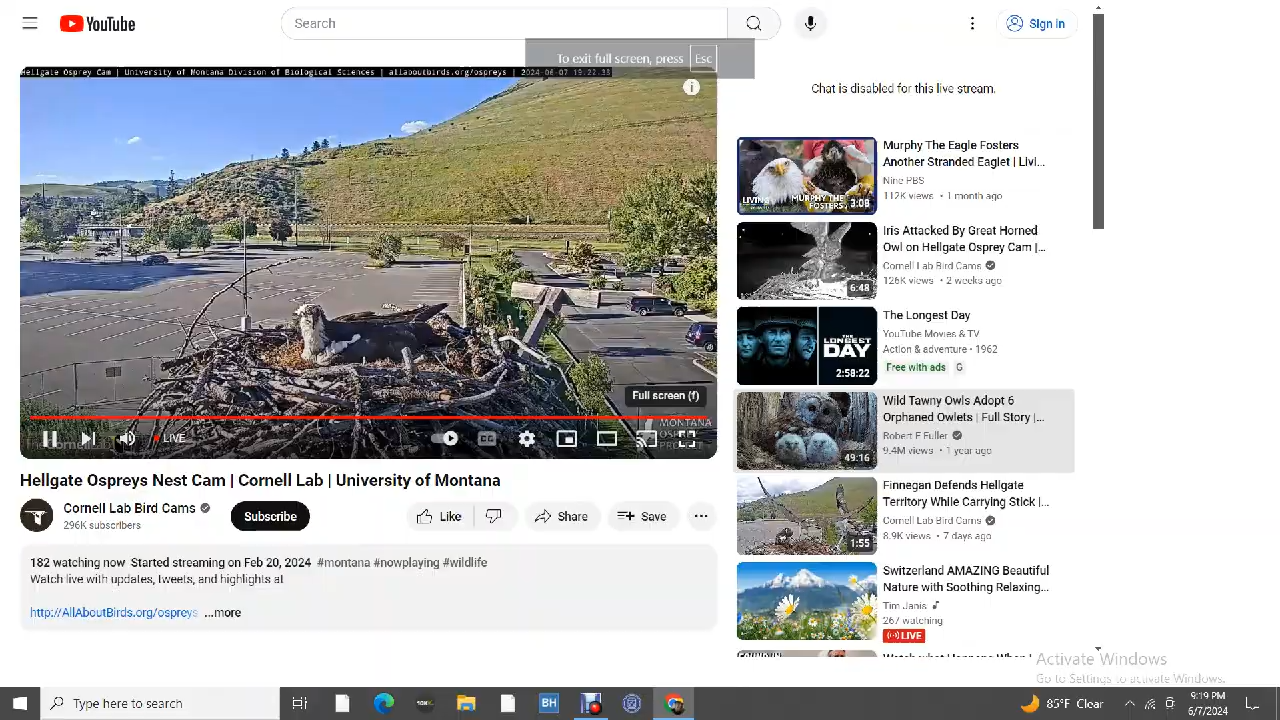 YouTube
Search
Sign in
To exit full screen, press Esc
Hellgate Osprey Cam | University of Montana Division of Biological Sciences | allaboutbirds.org/ospreys | 2024-06-07 19:22:35
Full screen (f)
LIVE
MONTANA
OSPREY
PROJECT
Hellgate Ospreys Nest Cam | Cornell Lab | University of Montana
Cornell Lab Bird Cams
296K subscribers
Subscribe
Like
Share
Save
182 watching now Started streaming on Feb 20, 2024 #montana #nowplaying #wildlife
Watch live with updates, tweets, and highlights at
http://AllAboutBirds.org/ospreys ...more
Chat is disabled for this live stream.
LIVING
MURPHY THE
FOSTERS
3:08
Murphy The Eagle Fosters
Another Stranded Eaglet | Livi...
Nine PBS
112K views • 1 month ago
6:48
Iris Attacked By Great Horned
Owl on Hellgate Osprey Cam |...
Cornell Lab Bird Cams
126K views • 2 weeks ago
THE
LONGEST
DAY
2:58:22
The Longest Day
YouTube Movies & TV
Action & adventure • 1962
Free with ads G
49:16
Wild Tawny Owls Adopt 6
Orphaned Owlets | Full Story |...
Robert E Fuller
9.4M views • 1 year ago
1:55
Finnegan Defends Hellgate
Territory While Carrying Stick |...
Cornell Lab Bird Cams
8.9K views • 7 days ago
Switzerland AMAZING Beautiful
Nature with Soothing Relaxing...
Tim Janis
267 watching
LIVE
Activate Windows
Go to Settings to activate Windows.
Type here to search
BH
85°F Clear
9:19 PM
6/7/2024